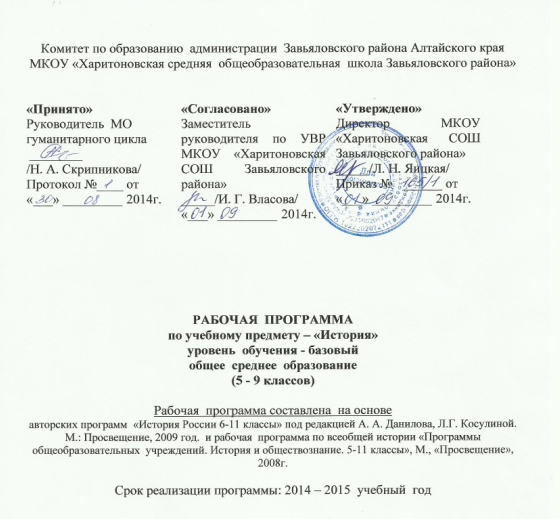 Комитет по образованию администрации Завьяловского района Алтайского края
МКОУ «Харитоновская средняя общеобразовательная школа Завьяловского района»
«Принято»
Руководитель МО
гуманитарного цикла
/Н. А. Скрипникова/
Протокол № 1 от
«30» 08 2014г.
«Согласовано»
Заместитель
руководителя по УВР
МКОУ «Харитоновская
СОШ Завьяловского
района»
/И. Г. Власова/
«01» 09 2014г.
«Утверждено»
Директор МКОУ
«Харитоновская СОШ
Завьяловского района»
/Л. Н. Яицкая/
Приказ № 105/1 от
«01» 09 2014г.
РАБОЧАЯ ПРОГРАММА
по учебному предмету – «История»
уровень обучения - базовый
общее среднее образование
(5 - 9 классов)
Рабочая программа составлена на основе
авторских программ «История России 6-11 классы» под редакцией А. А. Данилова, Л.Г. Косулиной.
М.: Просвещение, 2009 год. и рабочая программа по всеобщей истории «Программы
общеобразовательных учреждений. История и обществознание. 5-11 классы», М., «Просвещение»,
2008г.
Срок реализации программы: 2014 – 2015 учебный год